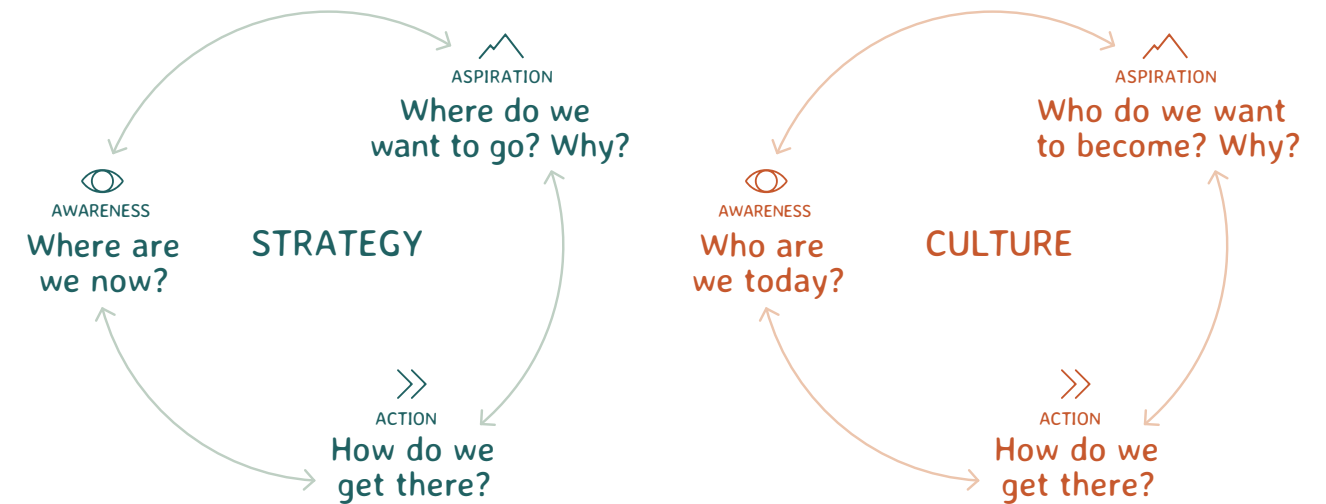 ASPIRATION
Where do we
want to go? Why?
AWARENESS
Where are
we now?
STRATEGY
ACTION
How do we
get there?
ASPIRATION
Who do we want
to become? Why?
AWARENESS
Who are
we today?
CULTURE
ACTION
How do we
get there?